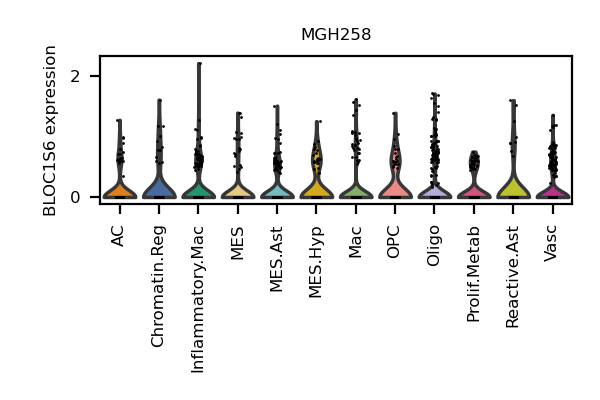 MGH258
BLOC1S6 expression
2
0
AC
Chromatin.Reg
Inflammatory.Mac
MES
MES.Ast
MES.Hyp
Mac
OPC
Oligo
Prolif.Metab
Reactive.Ast
Vasc